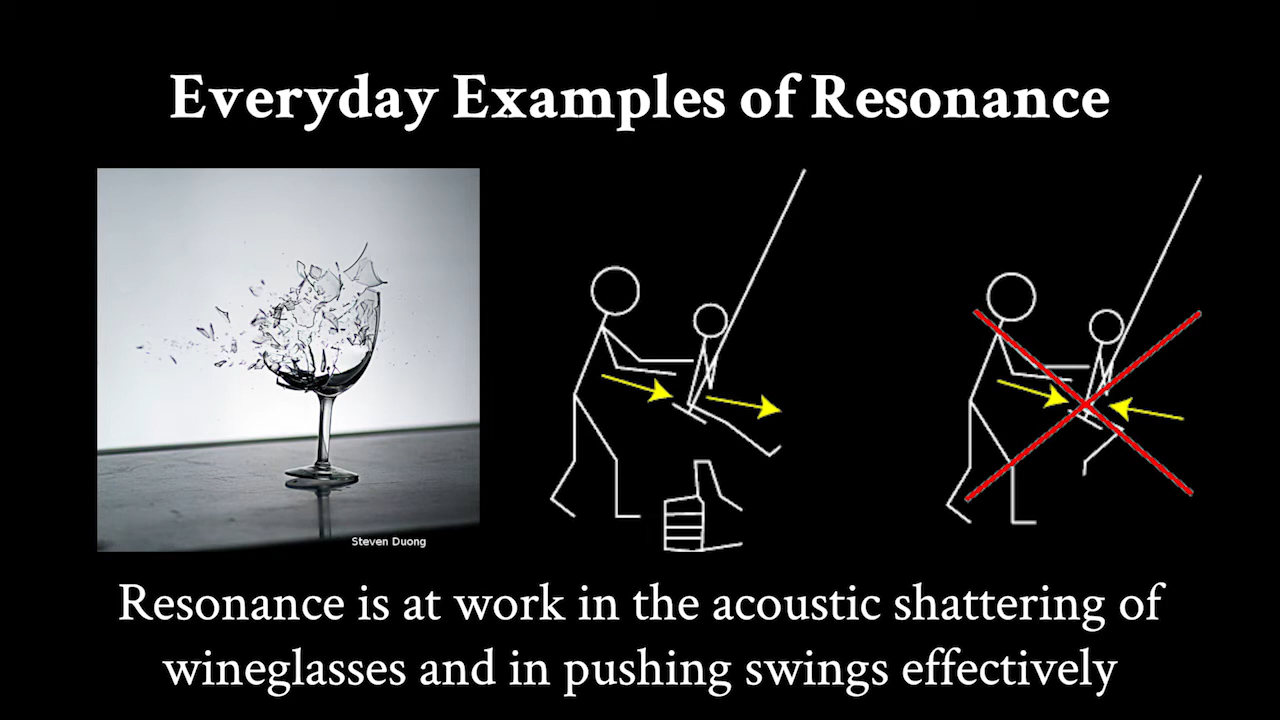 Everyday Examples of Resonance
Steven Duong
Resonance is at work in the acoustic shattering of
wineglasses and in pushing swings effectively